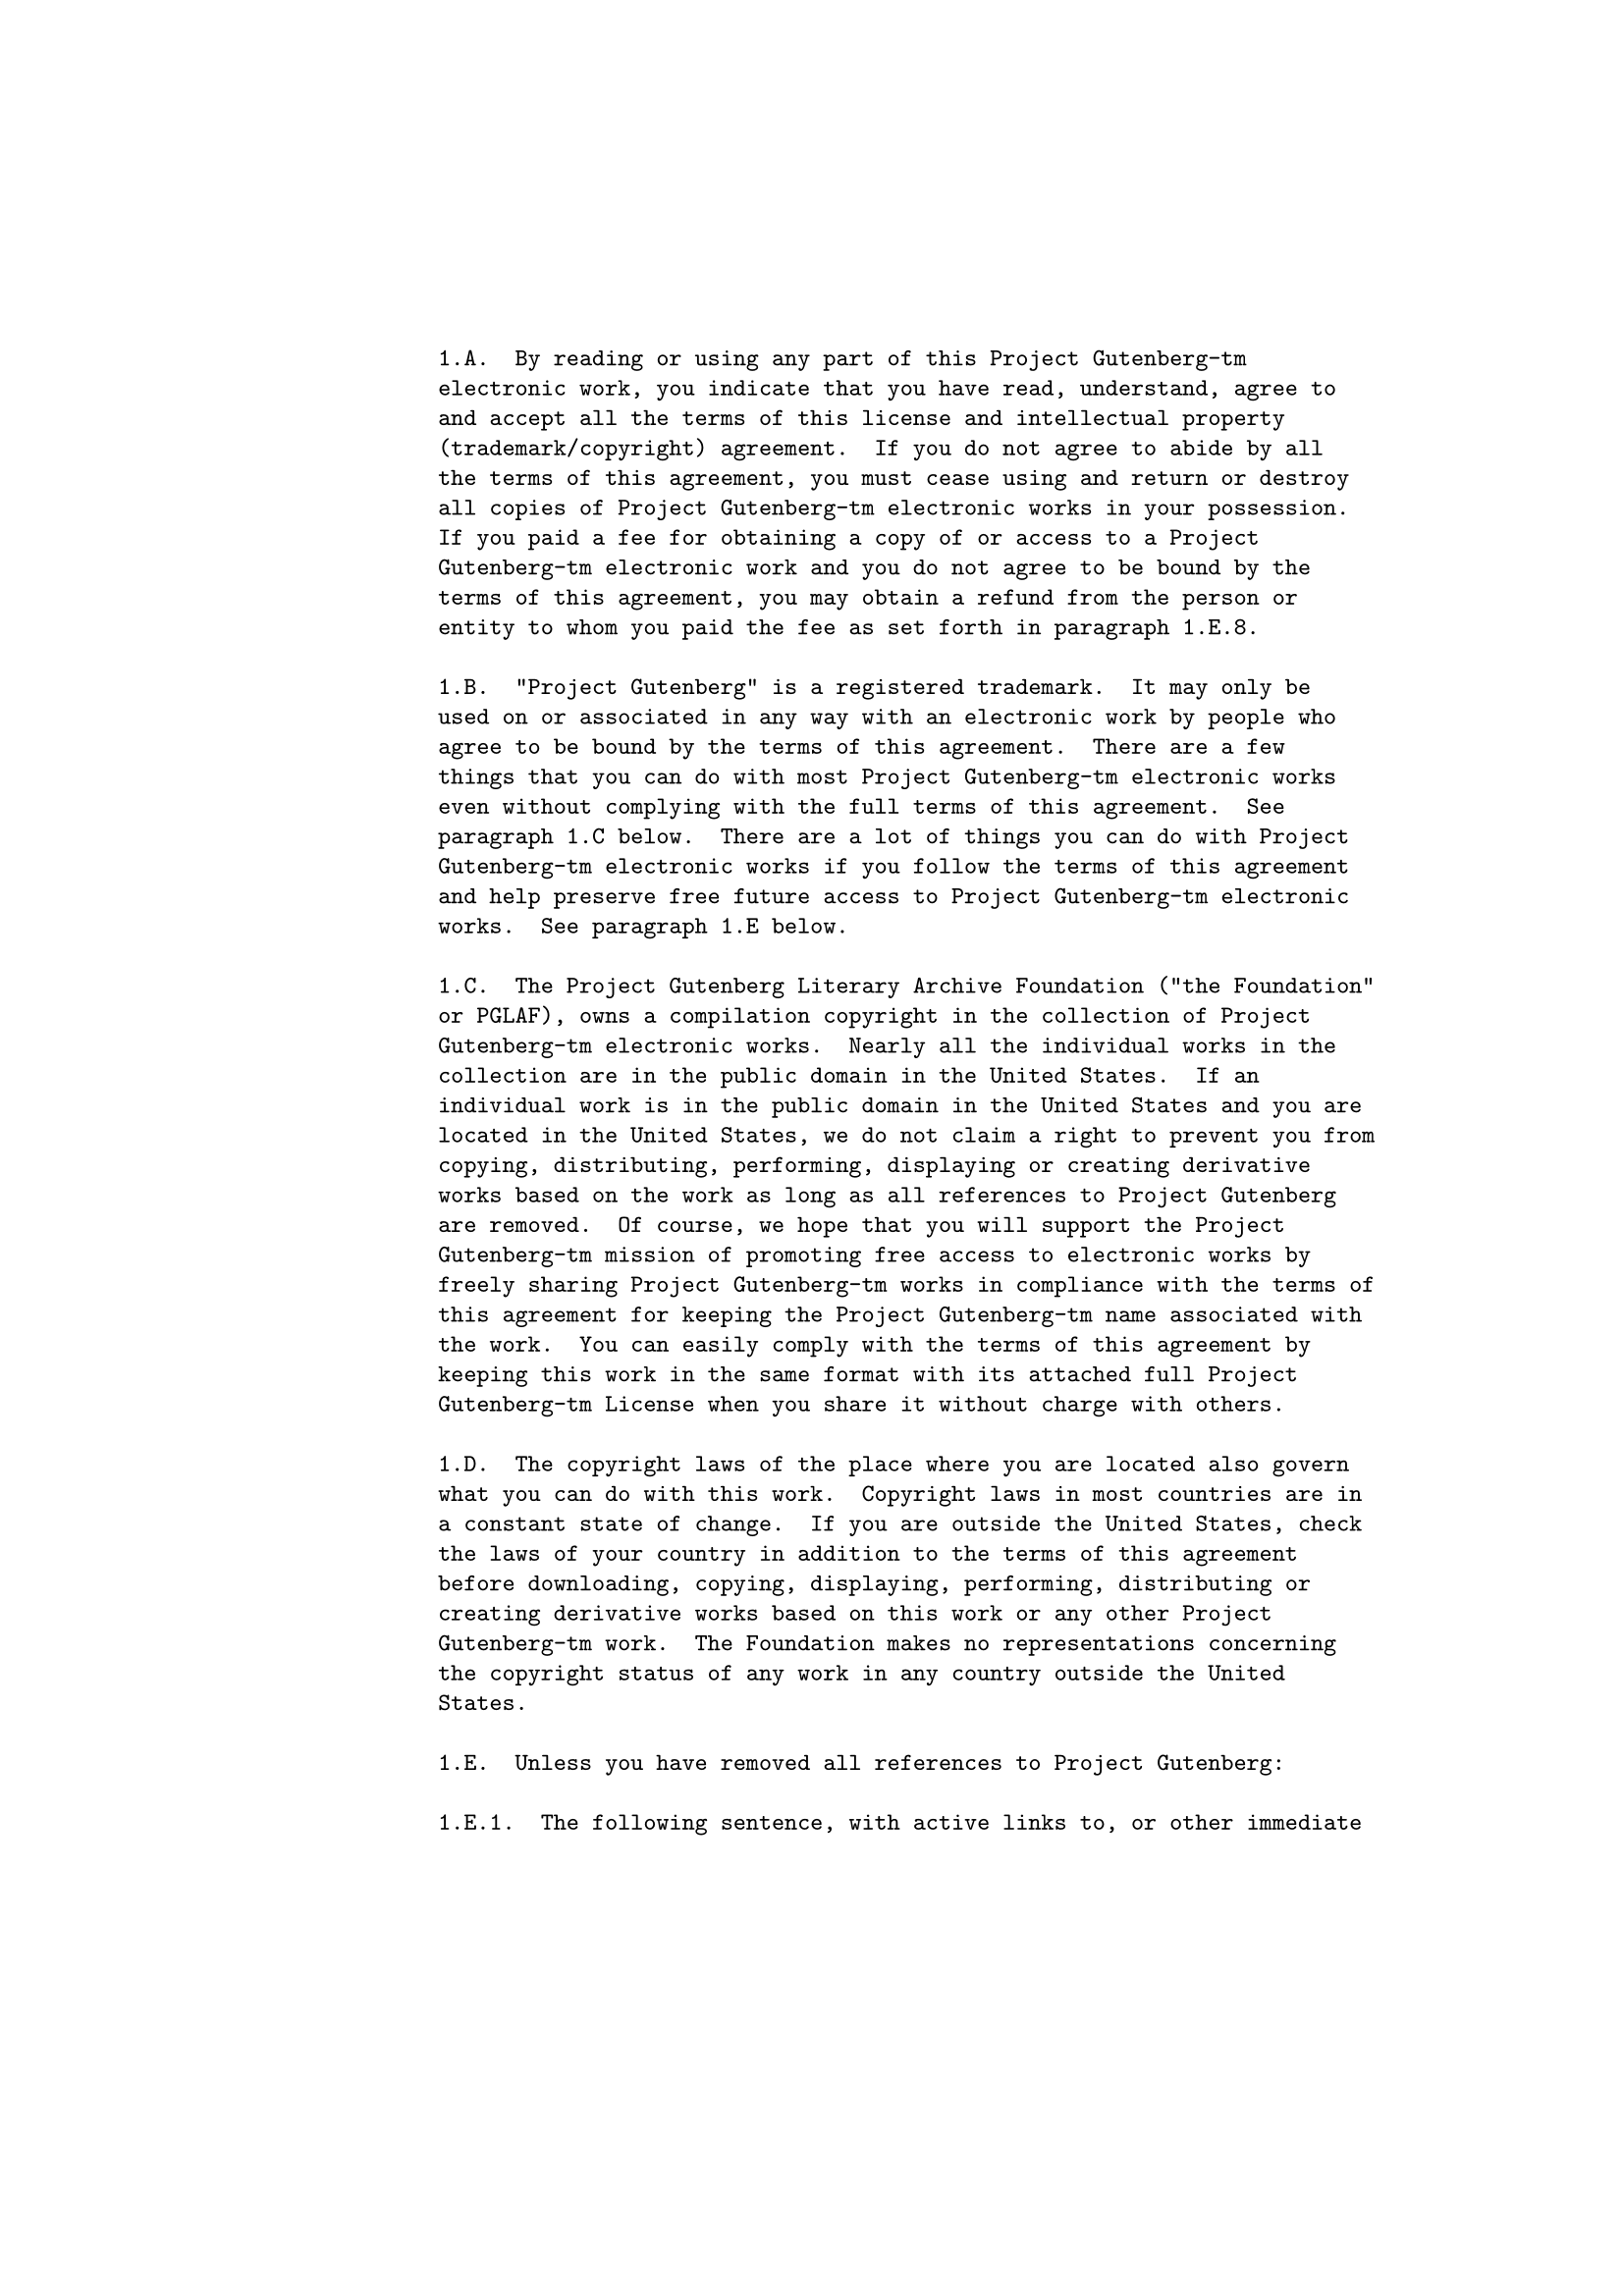 1.A.  By reading or using any part of this Project Gutenberg-tm
electronic work, you indicate that you have read, understand, agree to
and accept all the terms of this license and intellectual property
(trademark/copyright) agreement.  If you do not agree to abide by all
the terms of this agreement, you must cease using and return or destroy
all copies of Project Gutenberg-tm electronic works in your possession.
If you paid a fee for obtaining a copy of or access to a Project
Gutenberg-tm electronic work and you do not agree to be bound by the
terms of this agreement, you may obtain a refund from the person or
entity to whom you paid the fee as set forth in paragraph 1.E.8.

1.B.  "Project Gutenberg" is a registered trademark.  It may only be
used on or associated in any way with an electronic work by people who
agree to be bound by the terms of this agreement.  There are a few
things that you can do with most Project Gutenberg-tm electronic works
even without complying with the full terms of this agreement.  See
paragraph 1.C below.  There are a lot of things you can do with Project
Gutenberg-tm electronic works if you follow the terms of this agreement
and help preserve free future access to Project Gutenberg-tm electronic
works.  See paragraph 1.E below.

1.C.  The Project Gutenberg Literary Archive Foundation ("the Foundation"
or PGLAF), owns a compilation copyright in the collection of Project
Gutenberg-tm electronic works.  Nearly all the individual works in the
collection are in the public domain in the United States.  If an
individual work is in the public domain in the United States and you are
located in the United States, we do not claim a right to prevent you from
copying, distributing, performing, displaying or creating derivative
works based on the work as long as all references to Project Gutenberg
are removed.  Of course, we hope that you will support the Project
Gutenberg-tm mission of promoting free access to electronic works by
freely sharing Project Gutenberg-tm works in compliance with the terms of
this agreement for keeping the Project Gutenberg-tm name associated with
the work.  You can easily comply with the terms of this agreement by
keeping this work in the same format with its attached full Project
Gutenberg-tm License when you share it without charge with others.

1.D.  The copyright laws of the place where you are located also govern
what you can do with this work.  Copyright laws in most countries are in
a constant state of change.  If you are outside the United States, check
the laws of your country in addition to the terms of this agreement
before downloading, copying, displaying, performing, distributing or
creating derivative works based on this work or any other Project
Gutenberg-tm work.  The Foundation makes no representations concerning
the copyright status of any work in any country outside the United
States.

1.E.  Unless you have removed all references to Project Gutenberg:

1.E.1.  The following sentence, with active links to, or other immediate